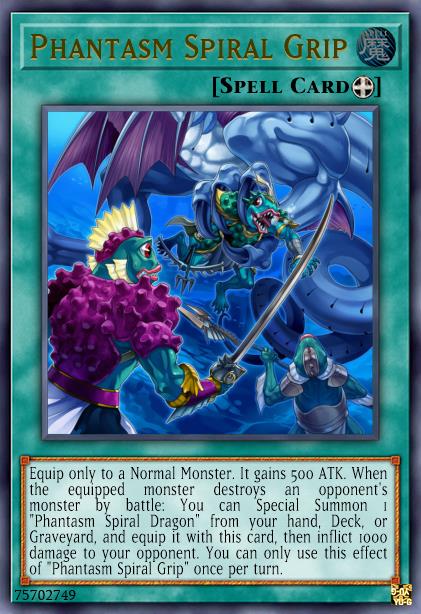 PHANTASM SPIRAL GRIP
魔
[SPELL CARD]
Equip only to a Normal Monster. It gains 500 ATK. When
the equipped monster destroys an opponent's
monster by battle: You can Special Summon 1
"Phantasm Spiral Dragon" from your hand, Deck, or
Graveyard, and equip it with this card, then inflict 1000
damage to your opponent. You can only use this effect
of "Phantasm Spiral Grip" once per turn.
75702749